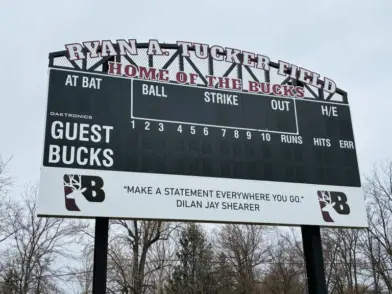 RYAN A. TUCKER FIELD
HOME OF THE BUCKS
AT BAT BALL STRIKE OUT H/E
DAKTRONICS 1 2 3 4 5 6 7 8 9 10 RUNS HITS ERR
GUEST
BUCKS
B "MAKE A STATEMENT EVERYWHERE YOU GO." B
DILAN JAY SHEARER